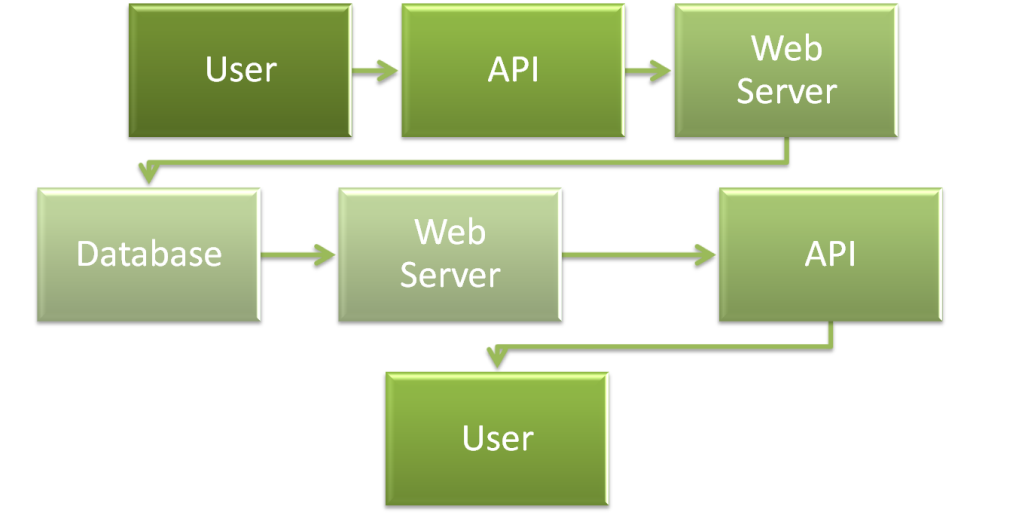 User
API
Web
Server
Database
Web
Server
API
User